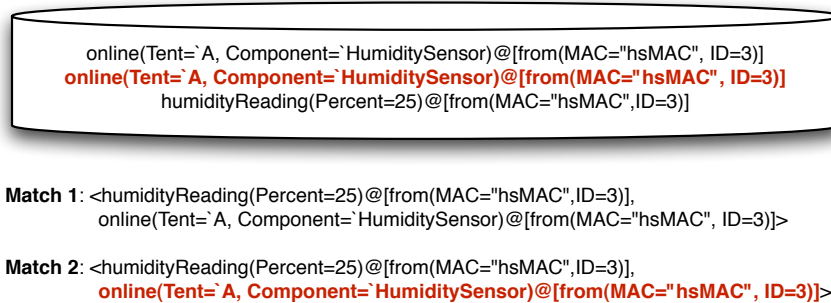 online(Tent=`A, Component=`HumiditySensor)@[from(MAC="hsMAC", ID=3)]
online(Tent=`A, Component=`HumiditySensor)@[from(MAC="hsMAC", ID=3)]
humidityReading(Percent=25)@[from(MAC="hsMAC",ID=3)]
Match 1: <humidityReading(Percent=25)@[from(MAC="hsMAC",ID=3)],
online(Tent=`A, Component=`HumiditySensor)@[from(MAC="hsMAC", ID=3)]>
Match 2: <humidityReading(Percent=25)@[from(MAC="hsMAC",ID=3)],
online(Tent=`A, Component=`HumiditySensor)@[from(MAC="hsMAC", ID=3)]>